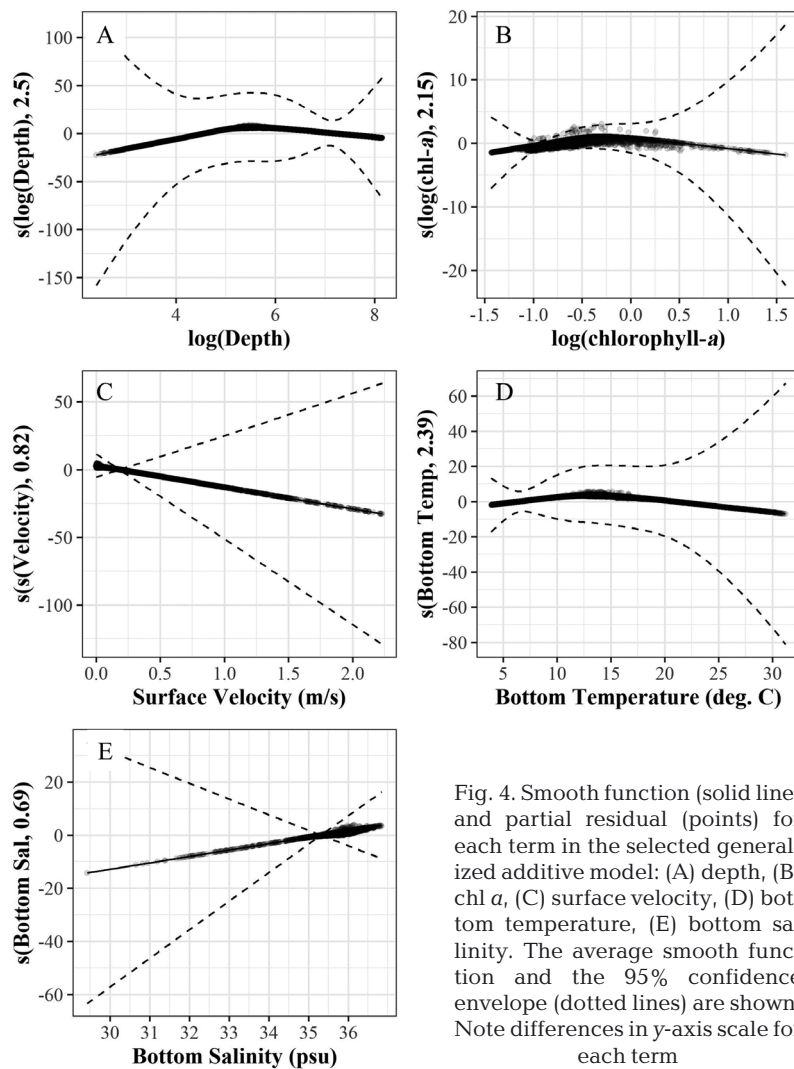 A
100
50
0
-50
-100
-150
s(log(Depth), 2.5)
4
6
8
log(Depth)
B
20
10
0
-10
-20
s(log(chl-a), 2.15)
-1.5
-1.0
-0.5
0.0
0.5
1.0
1.5
log(chlorophyll-a)
C
50
0
-50
-100
s(s(Velocity), 0.82)
0.0
0.5
1.0
1.5
2.0
Surface Velocity (m/s)
D
60
40
20
0
-20
-40
-60
-80
s(Bottom Temp, 2.39)
5
10
15
20
25
30
Bottom Temperature (deg. C)
E
20
0
-20
-40
-60
s(Bottom Sal, 0.69)
30
31
32
33
34
35
36
Bottom Salinity (psu)
Fig. 4. Smooth function (solid line
and partial residual (points) fo
each term in the selected general
ized additive model: (A) depth, (B
chl a, (C) surface velocity, (D) bot
tom temperature, (E) bottom sa
linity. The average smooth func
tion and the 95% confidence
envelope (dotted lines) are shown
Note differences in y-axis scale fo
each term